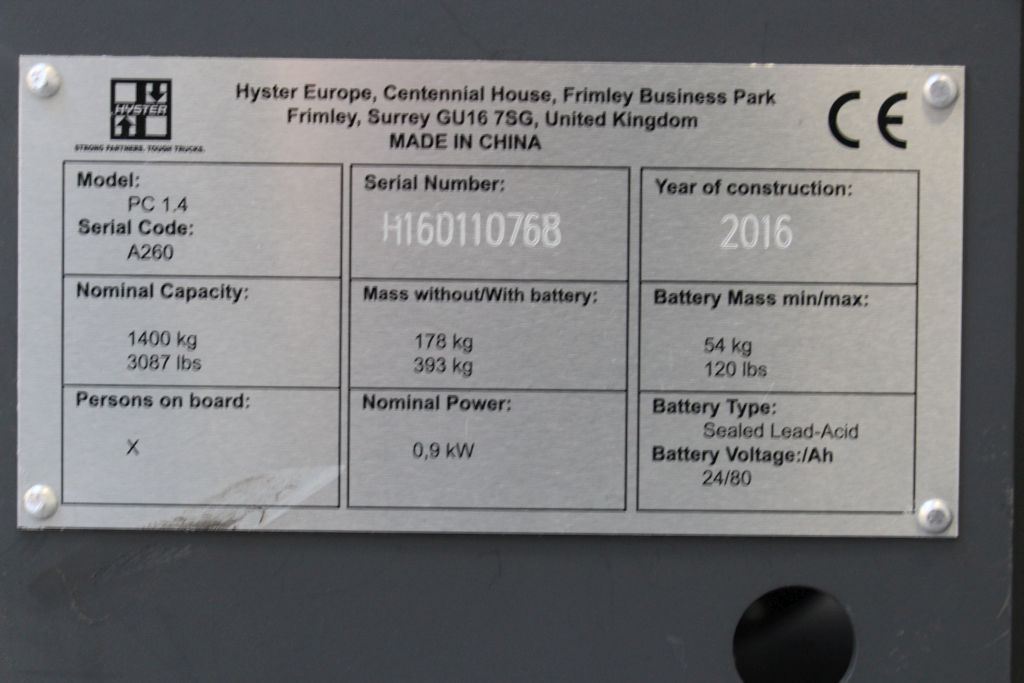 HYSTER
STRONG PARTNERS. TOUGH TRUCKS.
Hyster Europe, Centennial House, Frimley Business Park
Frimley, Surrey GU16 7SG, United Kingdom
MADE IN CHINA
CE
Model:
PC 1.4
Serial Code:
A260
Serial Number:
H160110768
Year of construction:
2016
Nominal Capacity:
1400 kg
3087 lbs
Mass without/With battery:
178 kg
393 kg
Battery Mass min/max:
54 kg
120 lbs
Persons on board:
X
Nominal Power:
0,9 kW
Battery Type:
Sealed Lead-Acid
Battery Voltage:/Ah
24/80